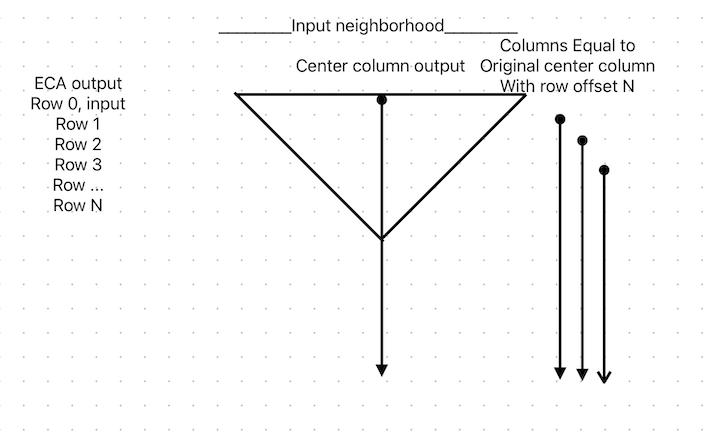 ________Input neighborhood________
Columns Equal to
Center column output
Original center column
With row offset N
ECA output
Row 0, input
Row 1
Row 2
Row 3
Row ...
Row N